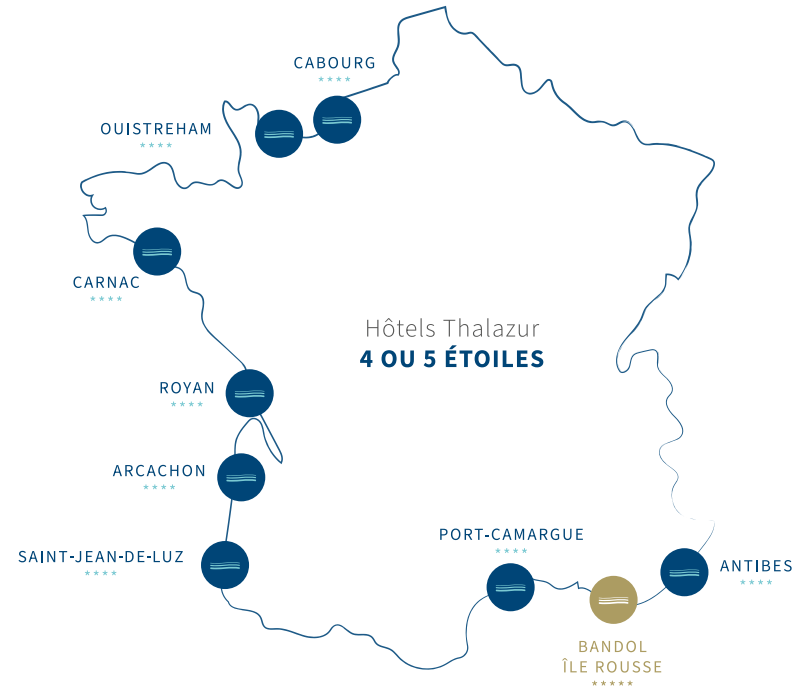 CABOURG
****
OUISTREHAM
****
CARNAC
****
Hôtels Thalazur
4 OU 5 ÉTOILES
ROYAN
****
ARCACHON
****
SAINT-JEAN-DE-LUZ
****
PORT-CAMARGUE
****
ANTIBES
****
BANDOL
ÎLE ROUSSE
*****